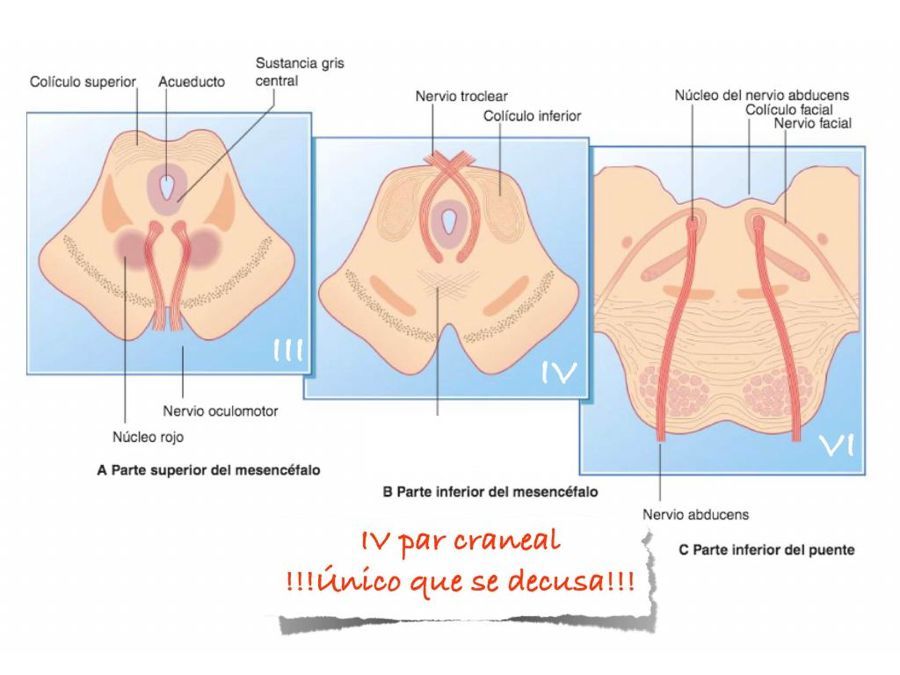 Colículo superior
Acueducto
Sustancia gris
central
III
Nervio oculomotor
Núcleo rojo
A Parte superior del mesencéfalo
Nervio troclear
Colículo inferior
IV
B Parte inferior del mesencéfalo
Núcleo del nervio abducens
Colículo facial
Nervio facial
VI
Nervio abducens
C Parte inferior del puente
IV par craneal
!!!Único que se decusa!!!